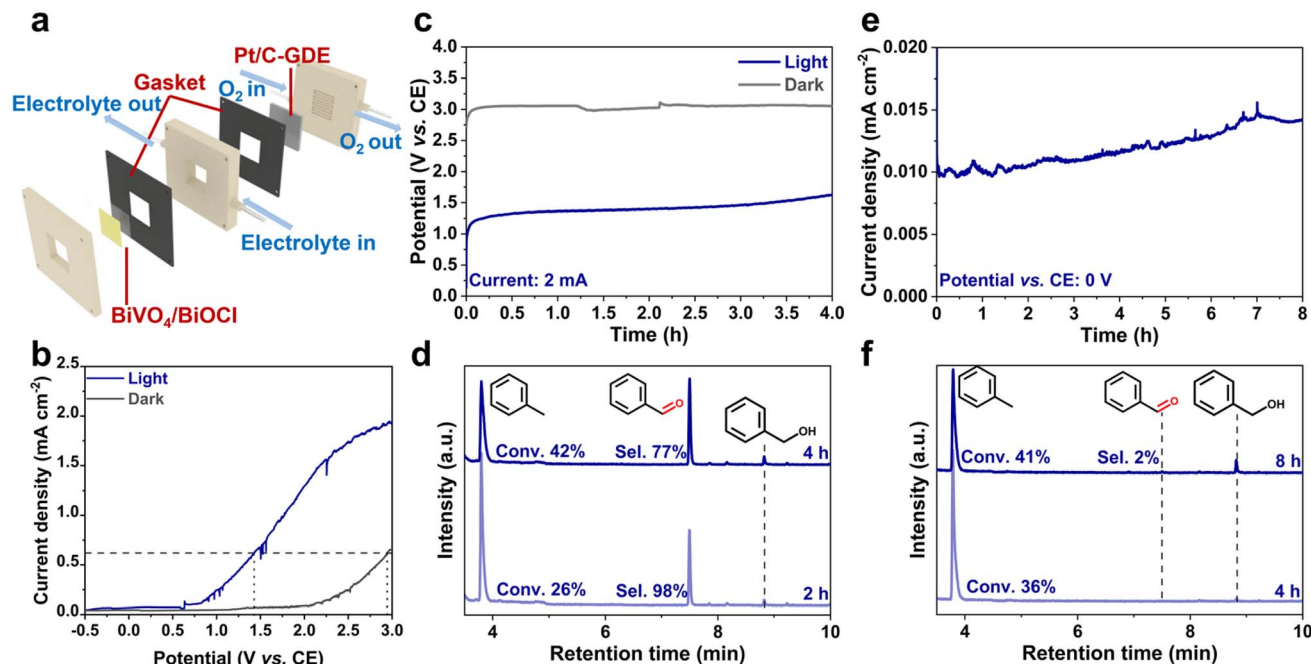 a
Pt/C-GDE
Gasket
O2 in
Electrolyte out
O2 out
Electrolyte in
BiVO4/BiOCl
b
2.5
2.0
1.5
1.0
0.5
0.0
Light
Dark
-0.5 0.0 0.5 1.0 1.5 2.0 2.5 3.0
Current density (mA cm-2)
Potential (V vs. CE)
c
4.0
3.5
3.0
2.5
2.0
1.5
1.0
0.5
0.0
Light
Dark
Current: 2 mA
0.0 0.5 1.0 1.5 2.0 2.5 3.0 3.5 4.0
Potential (V vs. CE)
Time (h)
d
O
OH
Conv. 42% Sel. 77% 4 h
Conv. 26% Sel. 98% 2 h
4 6 8 10
Intensity (a.u.)
Retention time (min)
e
0.020
0.015
0.010
0.005
0.000
Potential vs. CE: 0 V
0 1 2 3 4 5 6 7 8
Current density (mA cm-2)
Time (h)
f
O
OH
Conv. 41% Sel. 2% 8 h
Conv. 36% 4 h
4 6 8 10
Intensity (a.u.)
Retention time (min)